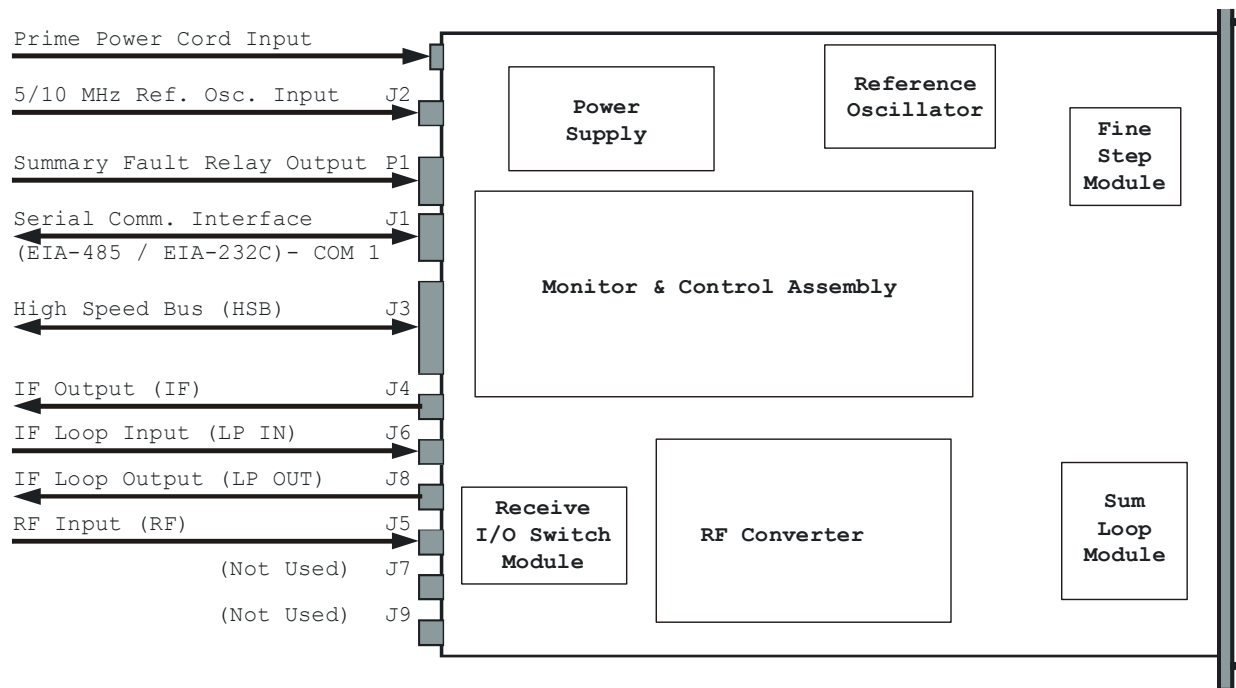 Prime Power Cord Input
5/10 MHz Ref. Osc. Input J2
Summary Fault Relay Output P1
Serial Comm. Interface J1
(EIA-485 / EIA-232C)- COM 1
High Speed Bus (HSB) J3
IF Output (IF) J4
IF Loop Input (LP IN) J6
IF Loop Output (LP OUT) J8
RF Input (RF) J5
(Not Used) J7
(Not Used) J9
Power
Supply
Reference
Oscillator
Fine
Step
Module
Monitor & Control Assembly
Receive
I/O Switch
Module
RF Converter
Sum
Loop
Module